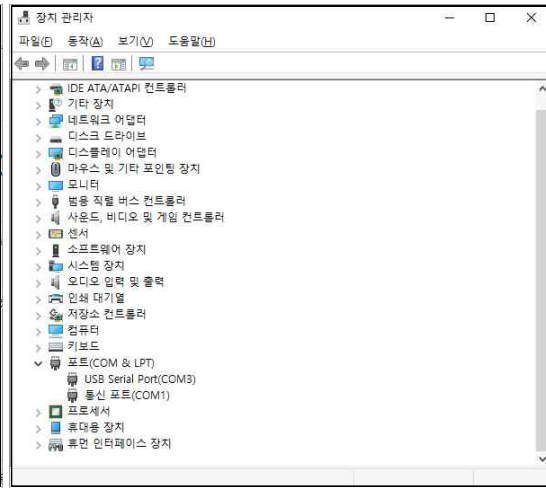 장치 관리자
파일(F) 동작(A) 보기(V) 도움말(H)
IDE ATA/ATAPI 컨트롤러
기타 장치
네트워크 어댑터
디스크 드라이브
디스플레이 어댑터
마우스 및 기타 포인팅 장치
모니터
범용 직렬 버스 컨트롤러
사운드, 비디오 및 게임 컨트롤러
센서
소프트웨어 장치
시스템 장치
오디오 입력 및 출력
인쇄 대기열
저장소 컨트롤러
컴퓨터
키보드
포트(COM & LPT)
USB Serial Port(COM3)
통신 포트(COM1)
프로세서
휴대용 장치
휴먼 인터페이스 장치